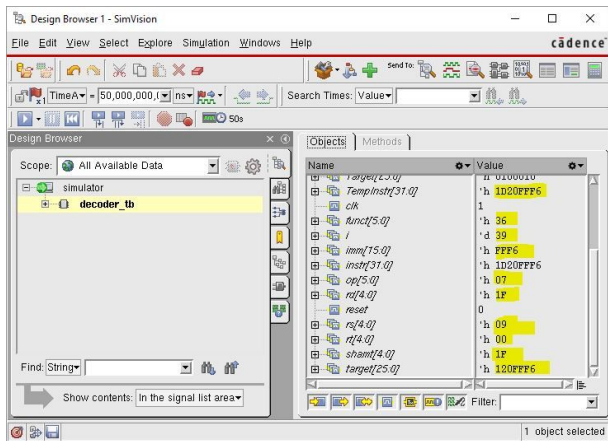 Design Browser 1 - SimVision
File Edit View Select Explore Simulation Windows Help
cādence
Send To:
TimeA = 50,000,000,( ns
Search Times: Value
50s
Design Browser
Scope: All Available Data
simulator
decoder_tb
Find: String
Show contents: In the signal list area
Objects Methods
Name Value
Target[25:0] 'h 0100010
TempInstr[31:0] 'h 1D20FFF6
clk 1
funct[5:0] 'h 36
i 'd 39
imm[15:0] 'h FFF6
instr[31:0] 'h 1D20FFF6
op[5:0] 'h 07
rd[4:0] 'h 1F
reset 0
rs[4:0] 'h 09
rt[4:0] 'h 00
shamt[4:0] 'h 1F
target[25:0] 'h 120FFF6
Filter:
1 object selected